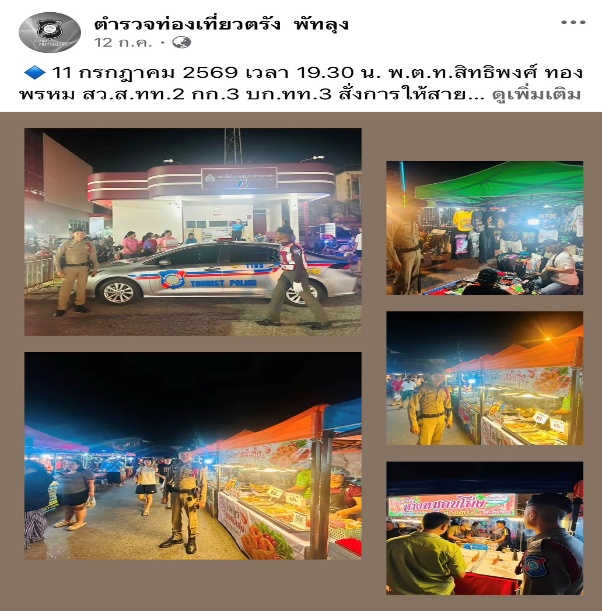 ตำรวจท่องเที่ยวตรัง พัทลุง
12 ก.ค. ·
11 กรกฎาคม 2569 เวลา 19.30 น. พ.ต.ท.สิทธิพงศ์ ทอง
พรหม สว.ส.ทท.2 กก.3 บก.ทท.3 สั่งการให้สาย... ดูเพิ่มเติม
1155
TOURIST POLICE